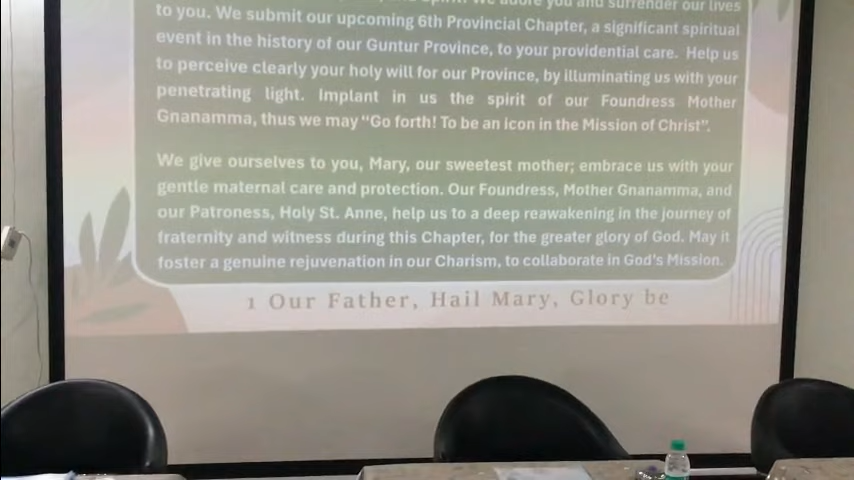 We adore you and surrender our lives
to you. We submit our upcoming 6th Provincial Chapter, a significant spiritual
event in the history of our Guntur Province, to your providential care. Help us
to perceive clearly your holy will for our Province, by illuminating us with your
penetrating light. Implant in us the spirit of our Foundress Mother
Gnanamma, thus we may “Go forth! To be an icon in the Mission of Christ”.
We give ourselves to you, Mary, our sweetest mother; embrace us with your
gentle maternal care and protection. Our Foundress, Mother Gnanamma, and
our Patroness, Holy St. Anne, help us to a deep reawakening in the journey of
fraternity and witness during this Chapter, for the greater glory of God. May it
foster a genuine rejuvenation in our Charism, to collaborate in God's Mission.
1 Our Father, Hail Mary, Glory be